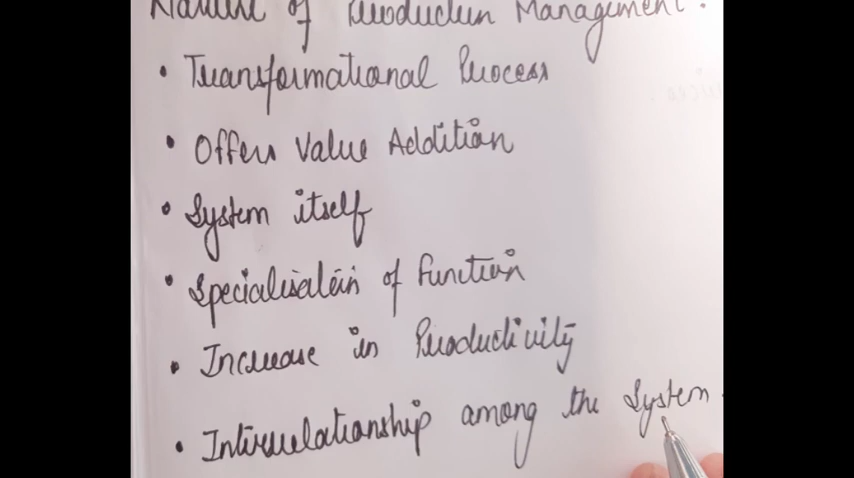 Nature of Production Management:
• Transformational Process
• Offers Value Addition
• System itself
• Specialisation of Function
• Increase in Productivity
• Interrelationship among the System.